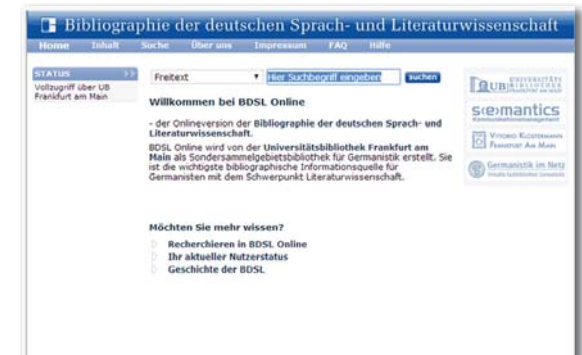 Bibliographie der deutschen Sprach- und Literaturwissenschaft
Home Inhalt Suche Über uns Impressum FAQ Hilfe
STATUS >>
Vollzugriff über UB
Frankfurt am Main
Freitext Hier Suchbegriff eingeben suchen
Willkommen bei BDSL Online
- der Onlineversion der Bibliographie der deutschen Sprach- und
Literaturwissenschaft.
BDSL Online wird von der Universitätsbibliothek Frankfurt am
Main als Sondersammelgebietsbibliothek für Germanistik erstellt. Sie
ist die wichtigste bibliographische Informationsquelle für
Germanisten mit dem Schwerpunkt Literaturwissenschaft.
Möchten Sie mehr wissen?
Recherchieren in BDSL Online
Ihr aktueller Nutzerstatus
Geschichte der BDSL
UB UNIVERSITÄTS
BIBLIOTHEK
s(e)mantics
Kommunikationsmanagement
VITTORIO KLOSTERMANN
FRANKFURT AM MAIN
Germanistik im Netz